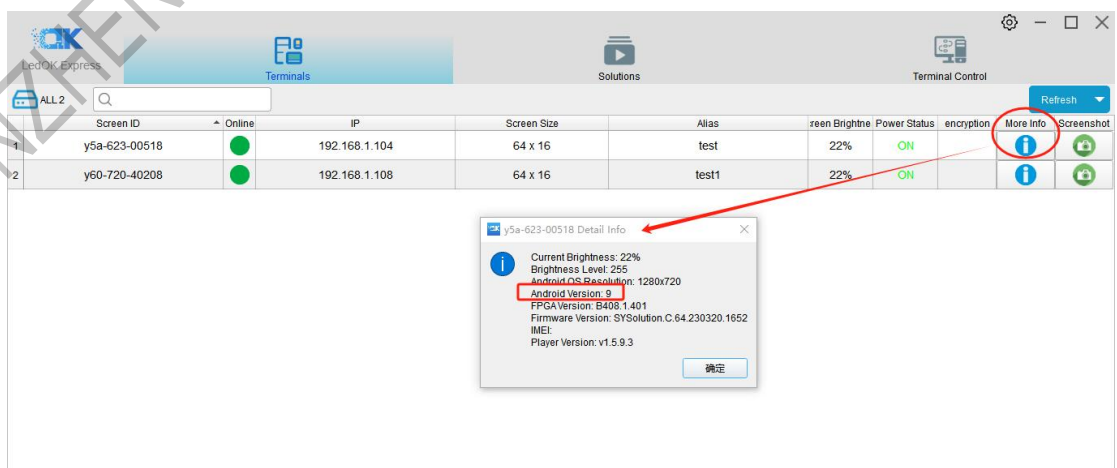 NZHEN
LedOK Express
Terminals
Solutions
Terminal Control
ALL 2
Refresh
Screen ID Online IP Screen Size Alias reen Brightne Power Status encryption More Info Screenshot
1 y5a-623-00518 192.168.1.104 64 x 16 test 22% ON
2 y60-720-40208 192.168.1.108 64 x 16 test1 22% ON
y5a-623-00518 Detail Info
Current Brightness: 22%
Brightness Level: 255
Android OS Resolution: 1280x720
Android Version: 9
FPGAVersion: B408.1.401
Firmware Version: SYSolution.C.64.230320.1652
IMEI:
Player Version: v1.5.9.3
确定